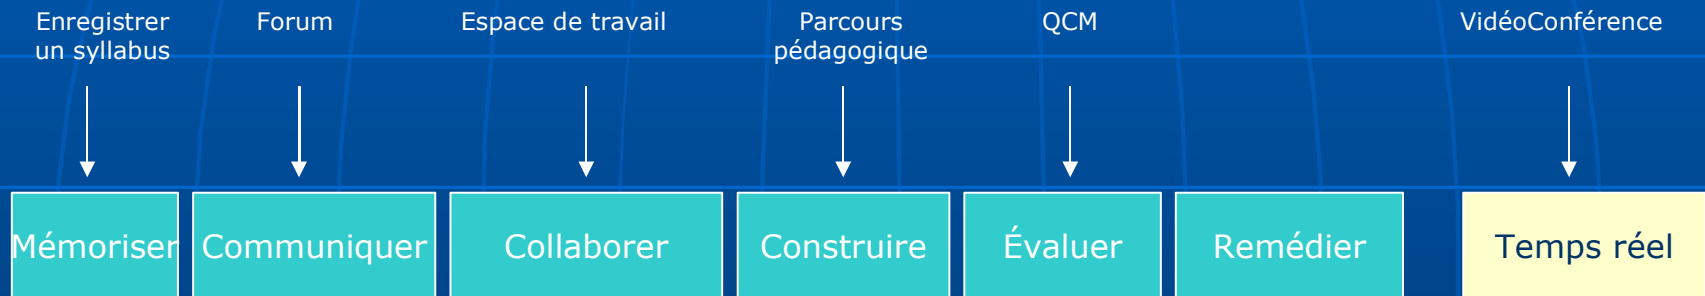 Enregistrer
un syllabus
Forum
Espace de travail
Parcours
pédagogique
QCM
VidéoConférence
Mémoriser
Communiquer
Collaborer
Construire
Évaluer
Remédier
Temps réel